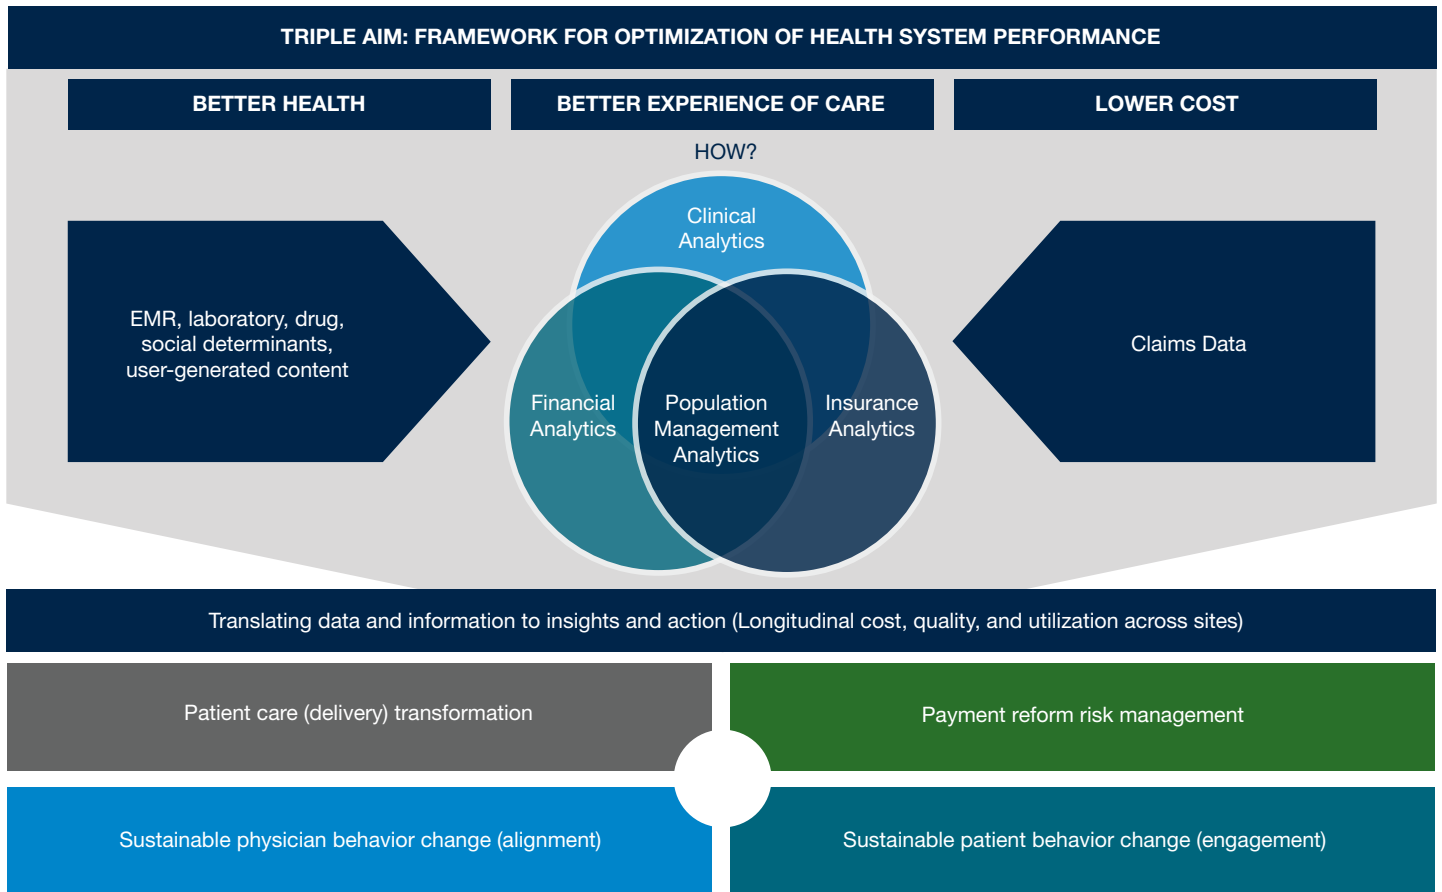 TRIPLE AIM: FRAMEWORK FOR OPTIMIZATION OF HEALTH SYSTEM PERFORMANCE
BETTER HEALTH
BETTER EXPERIENCE OF CARE
LOWER COST
HOW?
Clinical
Analytics
EMR, laboratory, drug,
social determinants,
user-generated content
Claims Data
Financial
Analytics
Population
Management
Analytics
Insurance
Analytics
Translating data and information to insights and action (Longitudinal cost, quality, and utilization across sites)
Patient care (delivery) transformation
Payment reform risk management
Sustainable physician behavior change (alignment)
Sustainable patient behavior change (engagement)